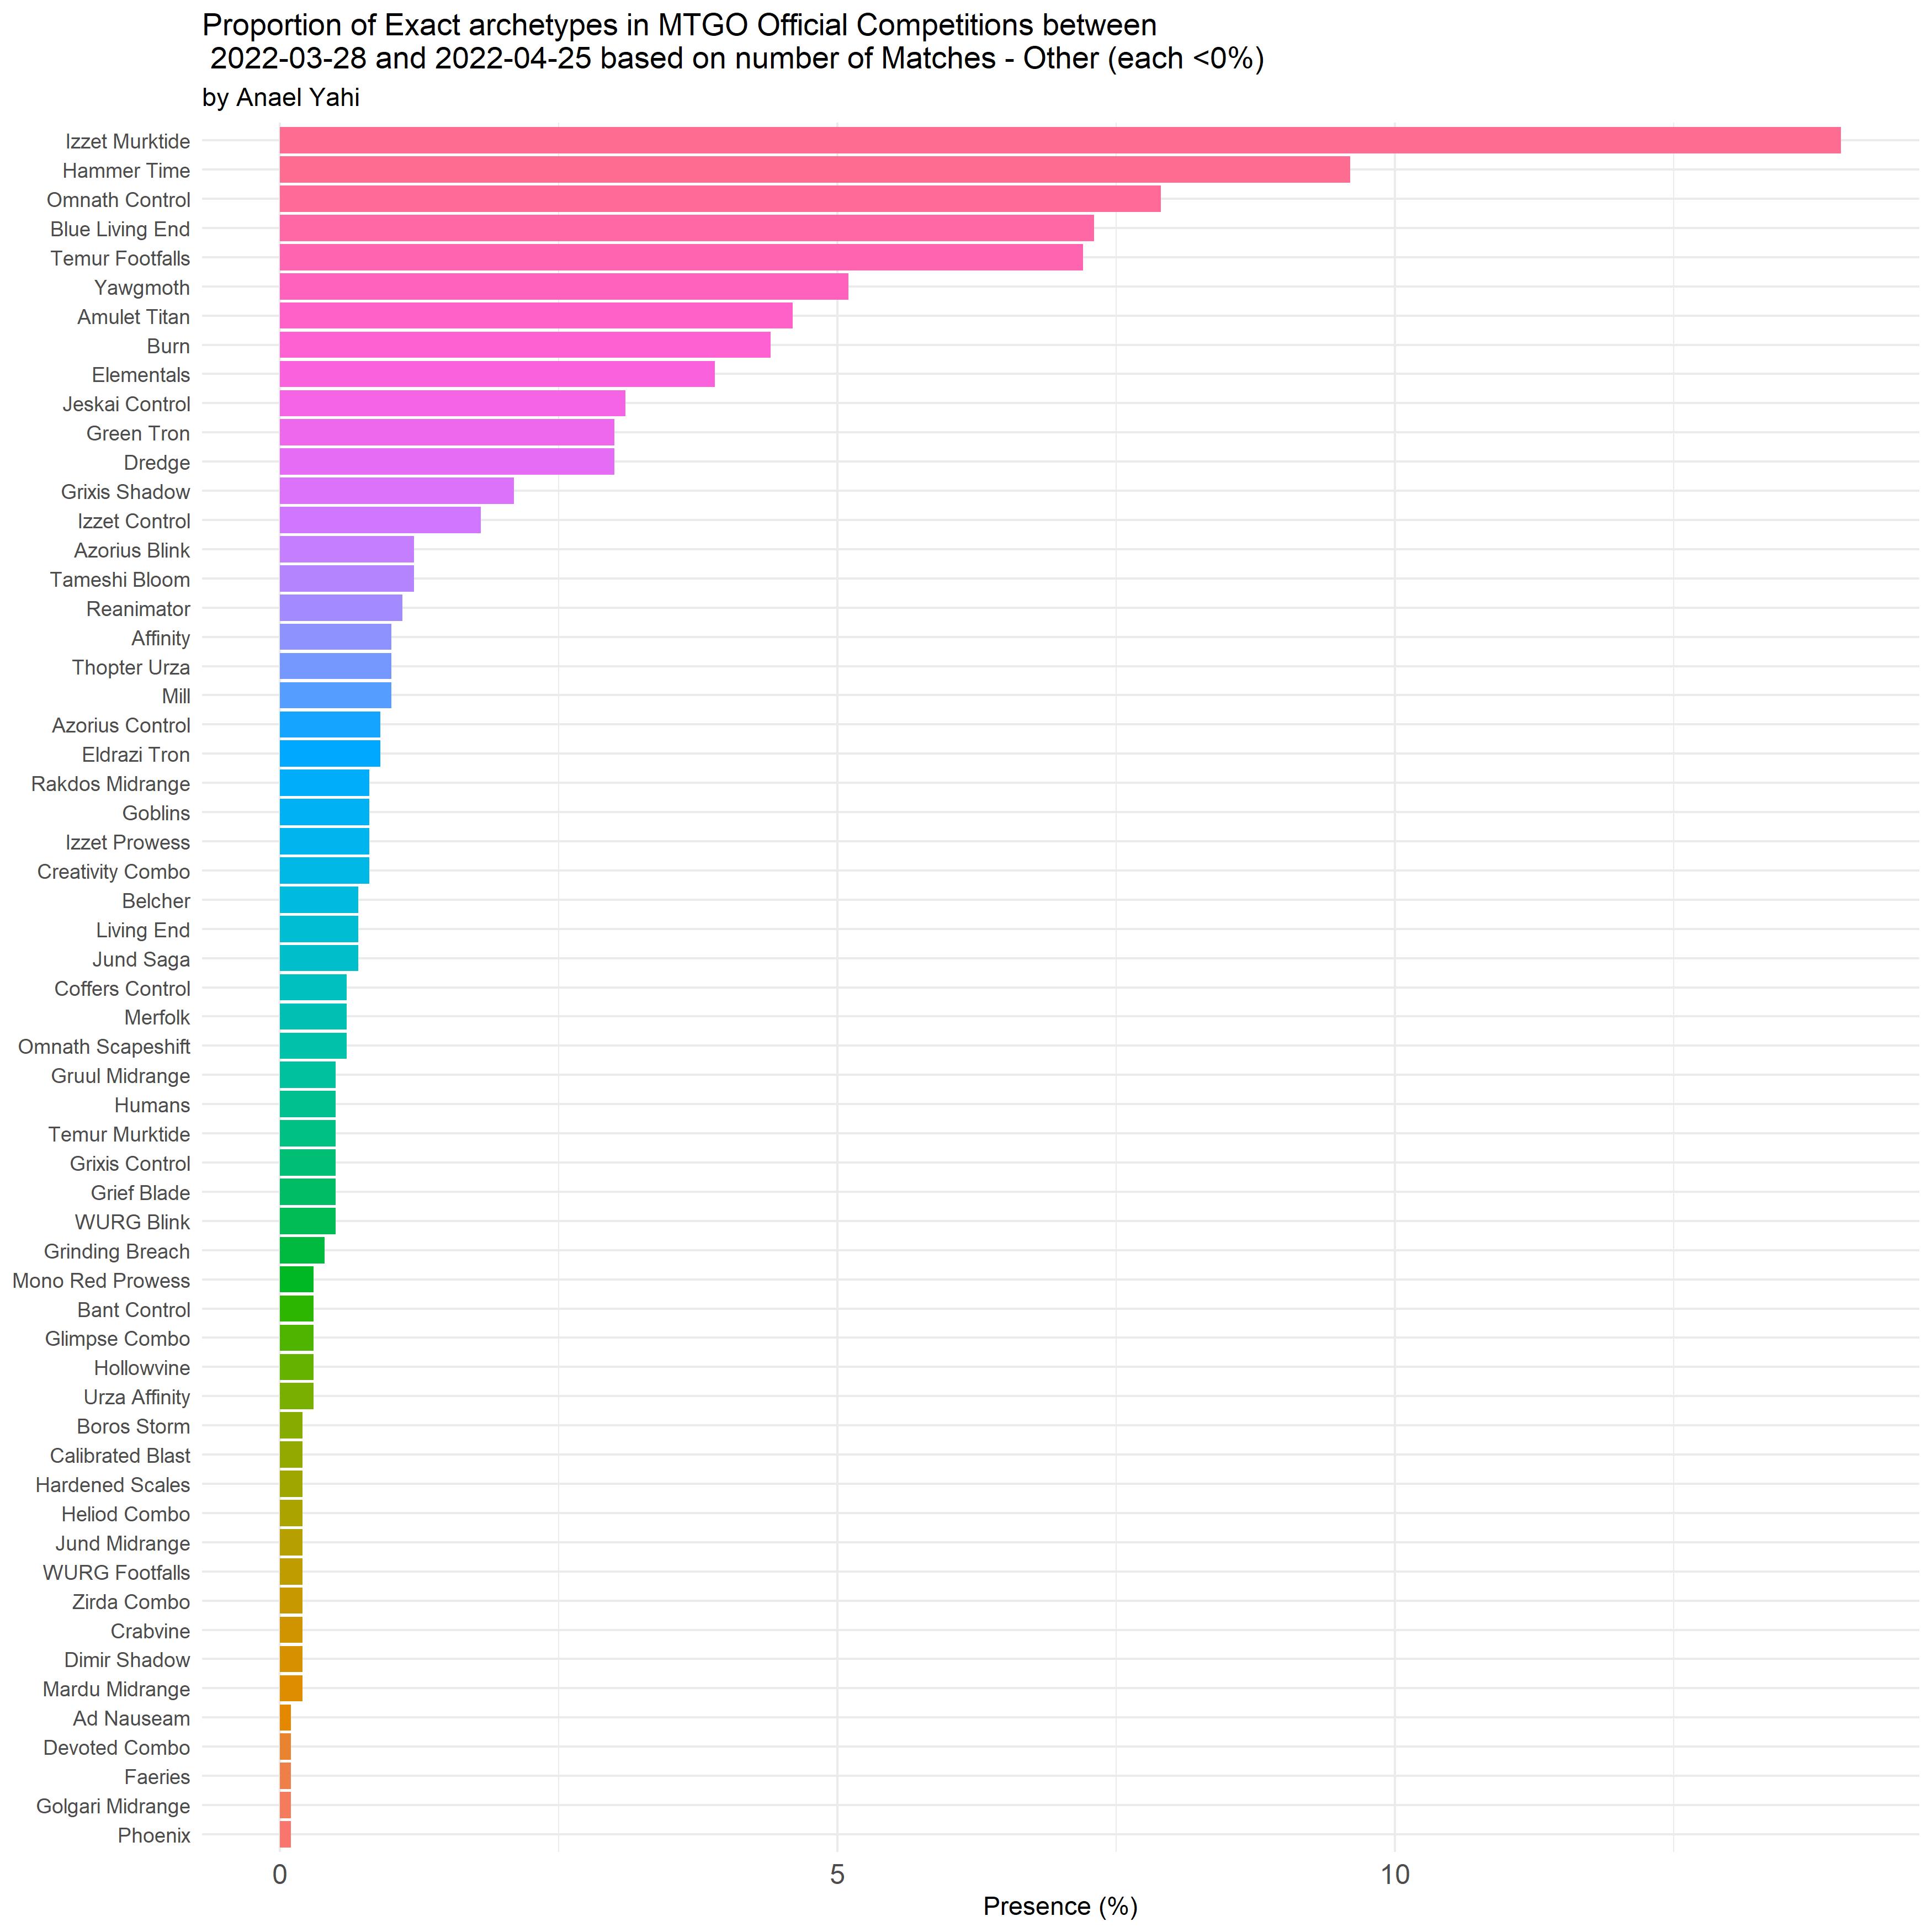 Proportion of Exact archetypes in MTGO Official Competitions between
2022-03-28 and 2022-04-25 based on number of Matches - Other (each <0%)
by Anael Yahi
Izzet Murktide
Hammer Time
Omnath Control
Blue Living End
Temur Footfalls
Yawgmoth
Amulet Titan
Burn
Elementals
Jeskai Control
Green Tron
Dredge
Grixis Shadow
Izzet Control
Azorius Blink
Tameshi Bloom
Reanimator
Affinity
Thopter Urza
Mill
Azorius Control
Eldrazi Tron
Rakdos Midrange
Goblins
Izzet Prowess
Creativity Combo
Belcher
Living End
Jund Saga
Coffers Control
Merfolk
Omnath Scapeshift
Gruul Midrange
Humans
Temur Murktide
Grixis Control
Grief Blade
WURG Blink
Grinding Breach
Mono Red Prowess
Bant Control
Glimpse Combo
Hollowvine
Urza Affinity
Boros Storm
Calibrated Blast
Hardened Scales
Heliod Combo
Jund Midrange
WURG Footfalls
Zirda Combo
Crabvine
Dimir Shadow
Mardu Midrange
Ad Nauseam
Devoted Combo
Faeries
Golgari Midrange
Phoenix
0 5 10
Presence (%)